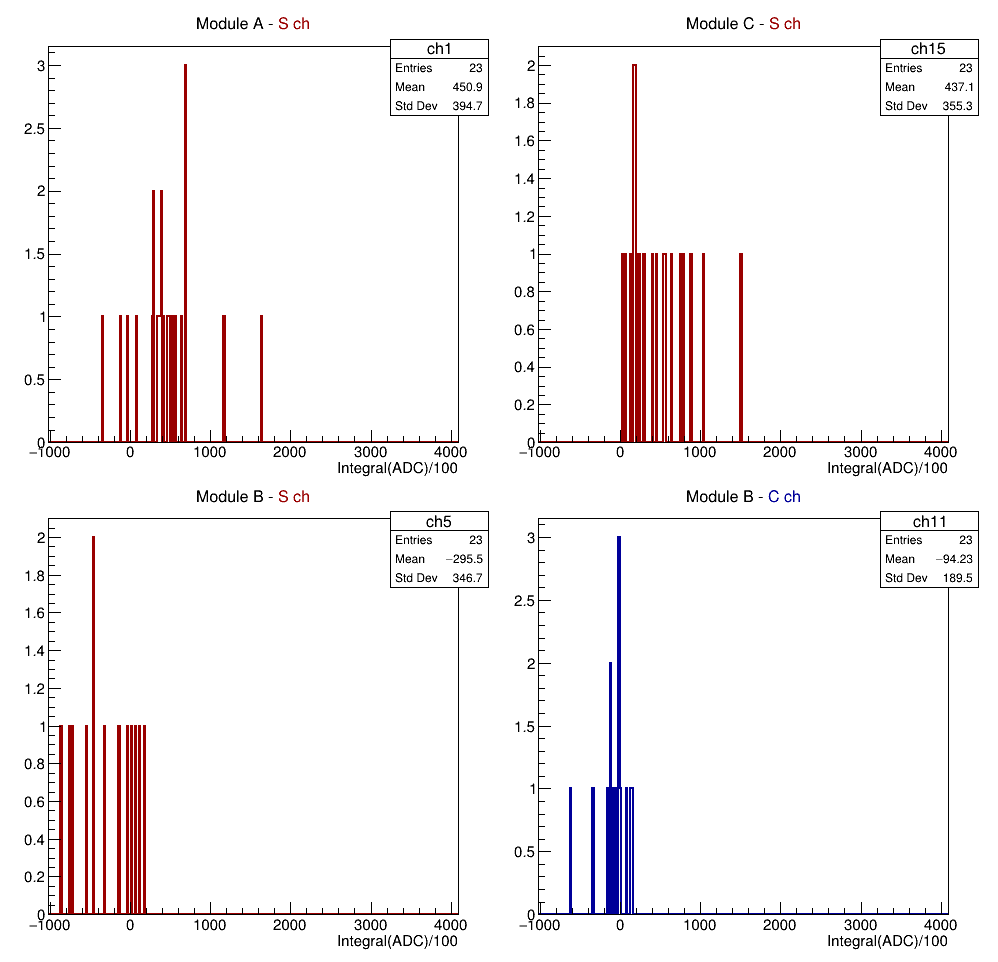 Module A - S ch
ch1
Entries 23
Mean 450.9
Std Dev 394.7
3
2.5
2
1.5
1
0.5
0
−1000 0 1000 2000 3000 4000
Integral(ADC)/100
Module C - S ch
ch15
Entries 23
Mean 437.1
Std Dev 355.3
2
1.8
1.6
1.4
1.2
1
0.8
0.6
0.4
0.2
0
−1000 0 1000 2000 3000 4000
Integral(ADC)/100
Module B - S ch
ch5
Entries 23
Mean −295.5
Std Dev 346.7
2
1.8
1.6
1.4
1.2
1
0.8
0.6
0.4
0.2
0
−1000 0 1000 2000 3000 4000
Integral(ADC)/100
Module B - C ch
ch11
Entries 23
Mean −94.23
Std Dev 189.5
3
2.5
2
1.5
1
0.5
0
−1000 0 1000 2000 3000 4000
Integral(ADC)/100